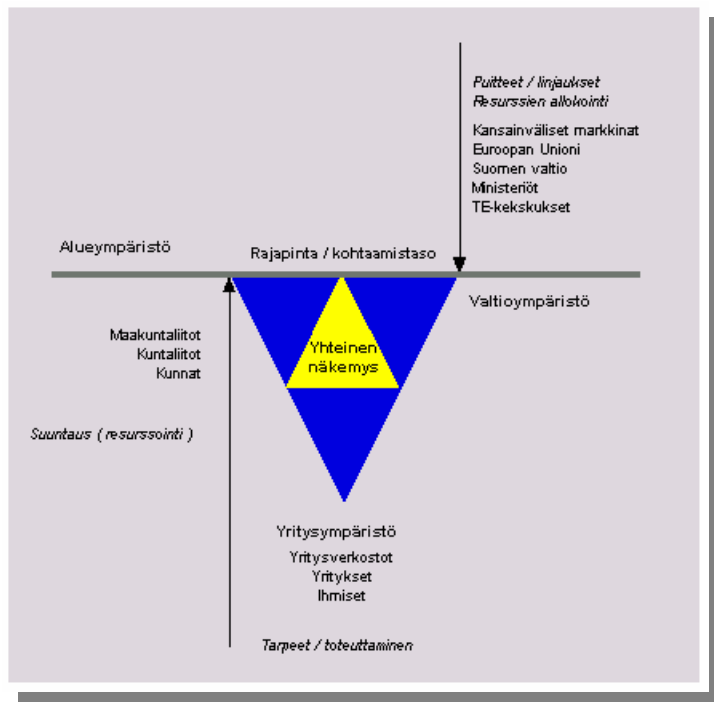 Puitteet / linjaukset
Resurssien allokointi
Kansainväliset markkinat
Euroopan Unioni
Suomen valtio
Ministeriöt
TE-kekskukset
Alueympäristö
Rajapinta / kohtaamistaso
Valtioympäristö
Maakuntaliitot
Kuntaliitot
Kunnat
Yhteinen
näkemys
Suuntaus ( resurssointi )
Yritysympäristö
Yritysverkostot
Yritykset
Ihmiset
Tarpeet / toteuttaminen